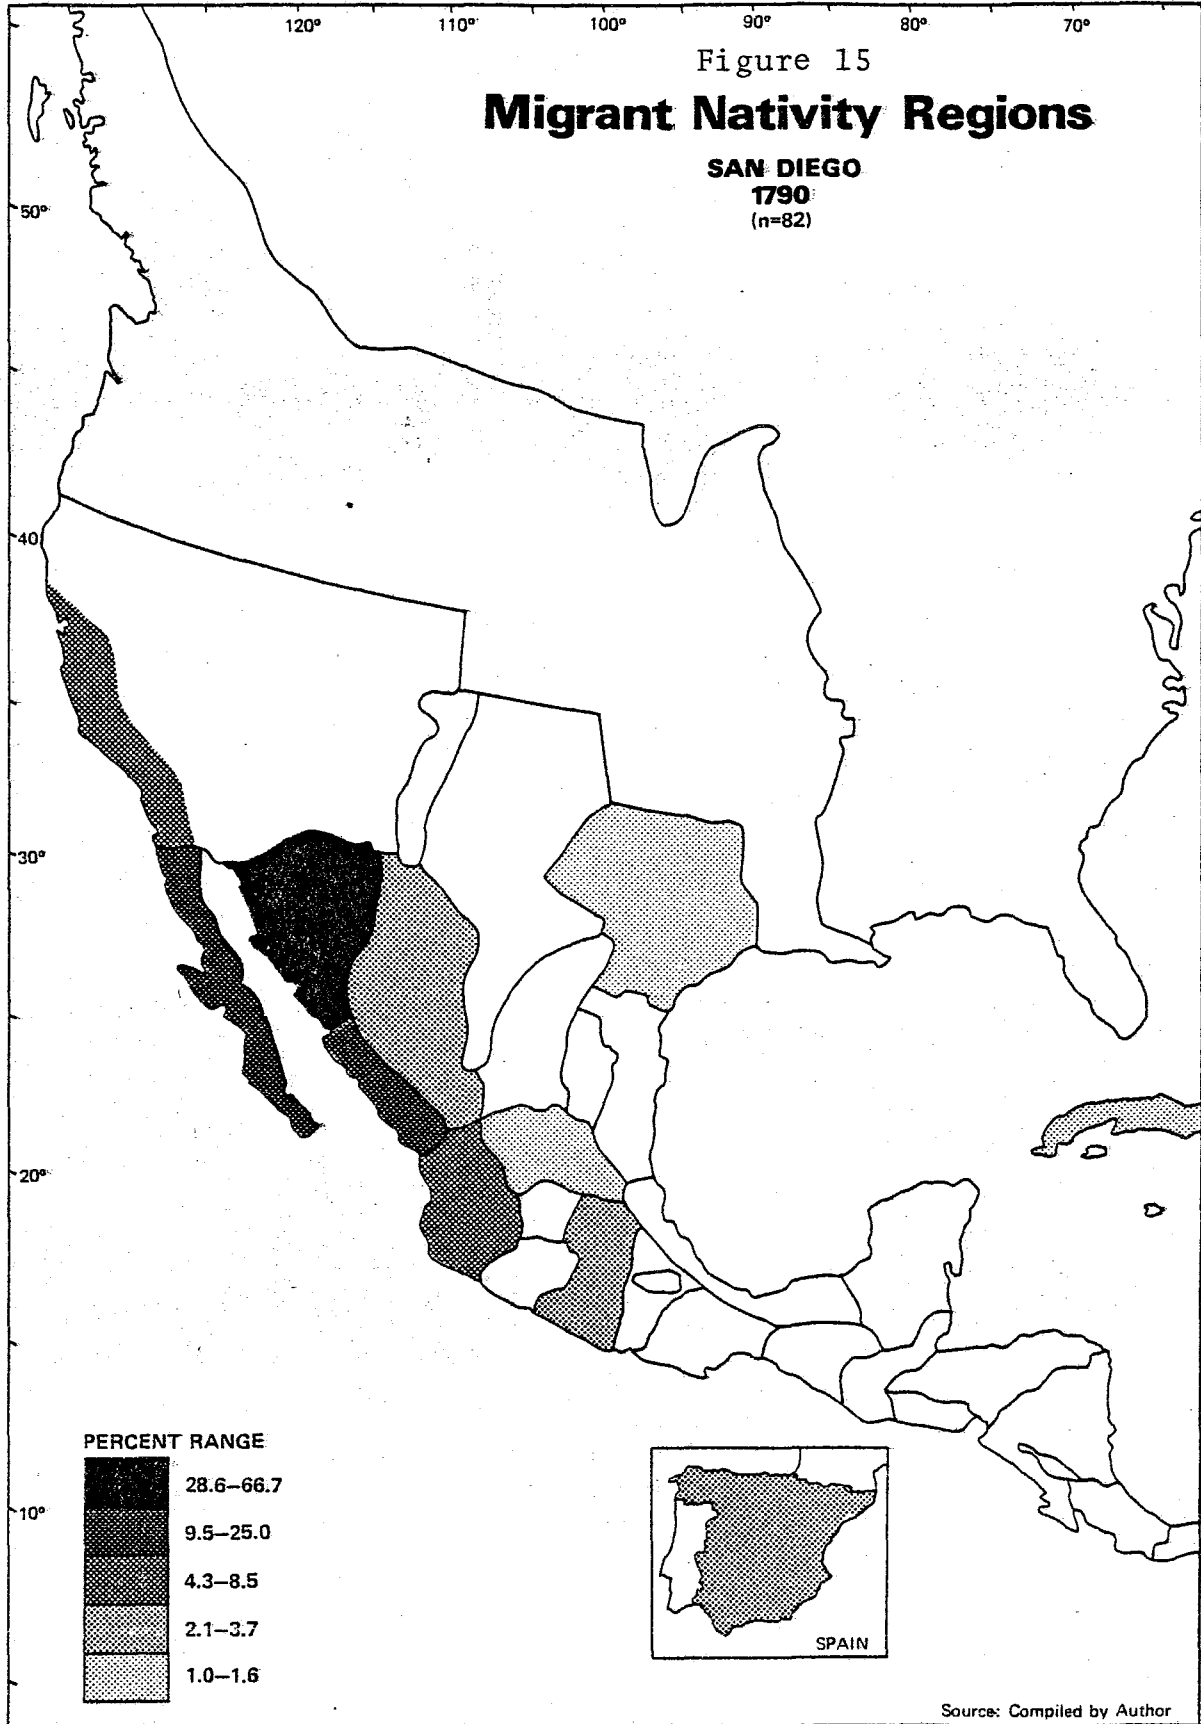 120° 110° 100° 90° 80° 70°
Figure 15
Migrant Nativity Regions
SAN DIEGO
1790
(n=82)
50°
40
30°
20°
10°
PERCENT RANGE
28.6–66.7
9.5–25.0
4.3–8.5
2.1–3.7
1.0–1.6
SPAIN
Source: Compiled by Author